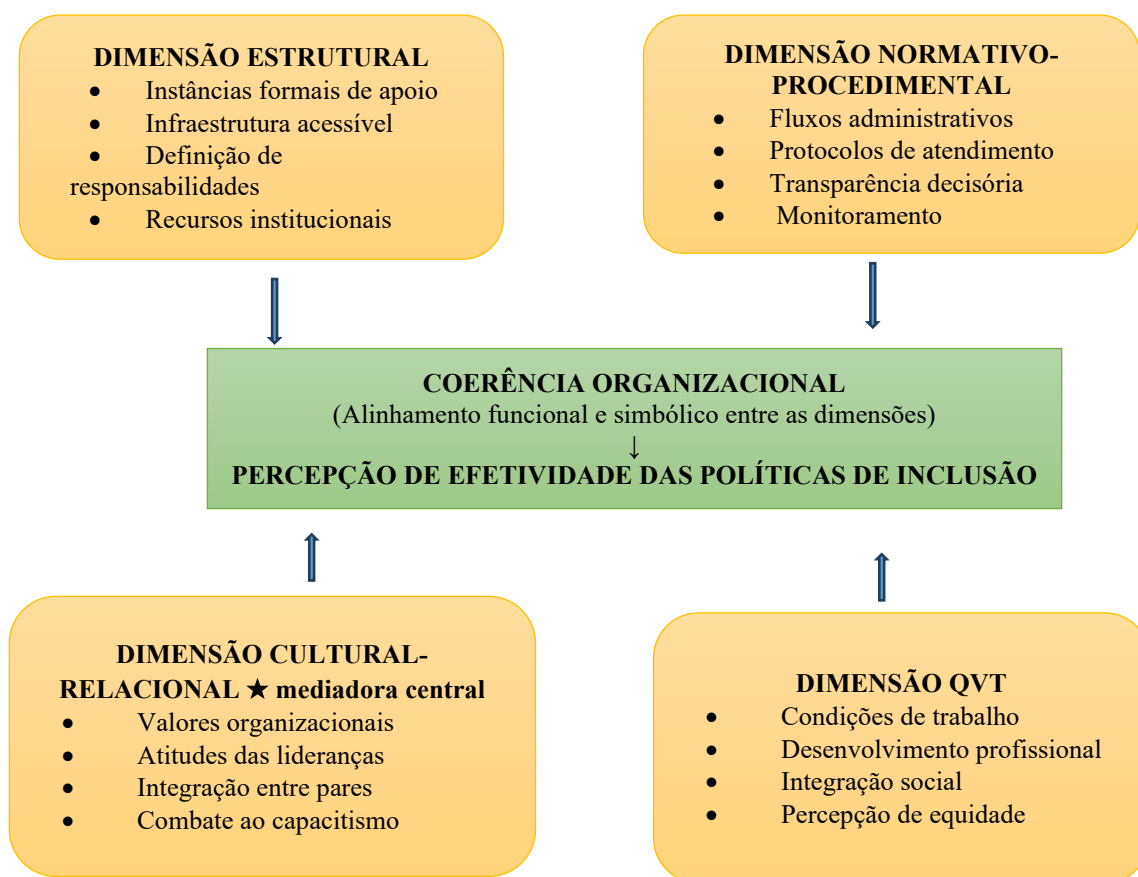 DIMENSÃO ESTRUTURAL
• Instâncias formais de apoio
• Infraestrutura acessível
• Definição de
responsabilidades
• Recursos institucionais
DIMENSÃO NORMATIVO-
PROCEDIMENTAL
• Fluxos administrativos
• Protocolos de atendimento
• Transparência decisória
• Monitoramento
COERÊNCIA ORGANIZACIONAL
(Alinhamento funcional e simbólico entre as dimensões)
↓
PERCEPÇÃO DE EFETIVIDADE DAS POLÍTICAS DE INCLUSÃO
DIMENSÃO CULTURAL-
RELACIONAL ★ mediadora central
• Valores organizacionais
• Atitudes das lideranças
• Integração entre pares
• Combate ao capacitismo
DIMENSÃO QVT
• Condições de trabalho
• Desenvolvimento profissional
• Integração social
• Percepção de equidade